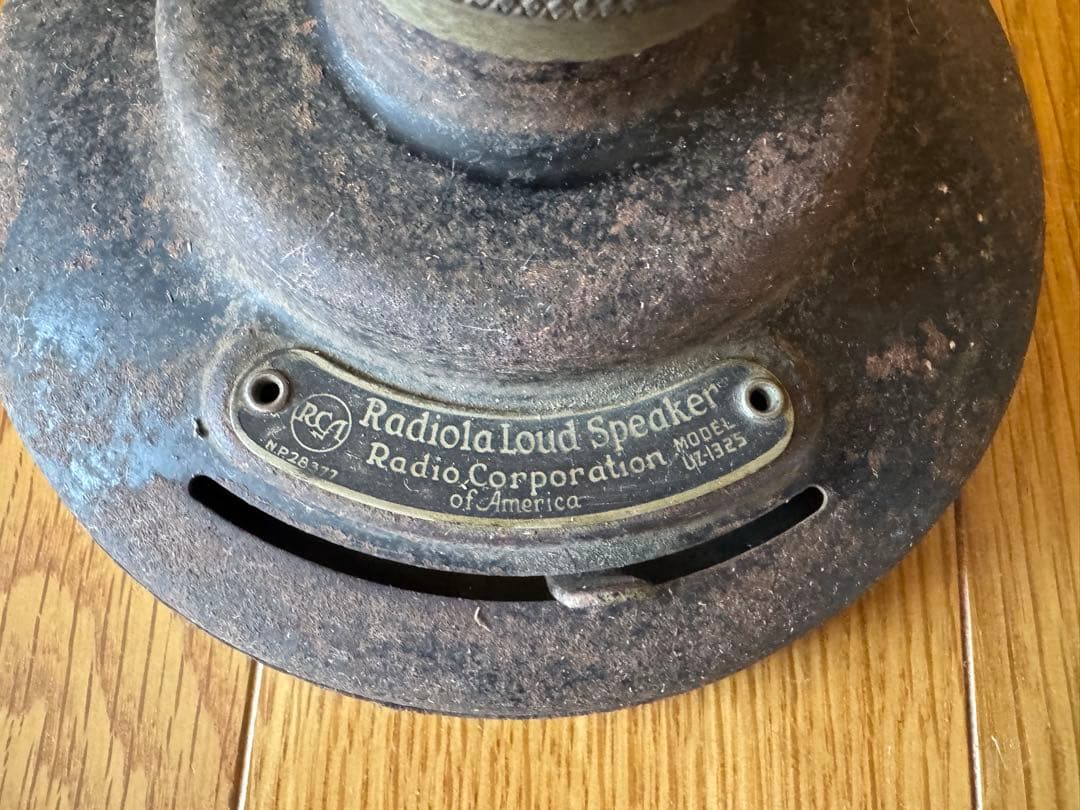 RCA
Radiola Loud Speaker
Radio Corporation
of America
N.P.28377
MODEL
UZ-1325